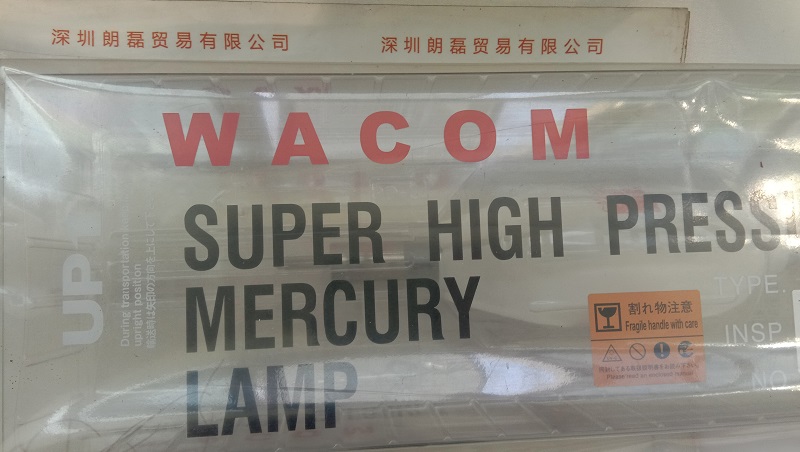 深圳朗磊贸易有限公司 深圳朗磊贸易有限公司
WACOM
SUPER HIGH PRESS
MERCURY
LAMP
UP
During transportation
upright position
割れ物注意
Fragile handle with care
TYPE.
INSP
NO